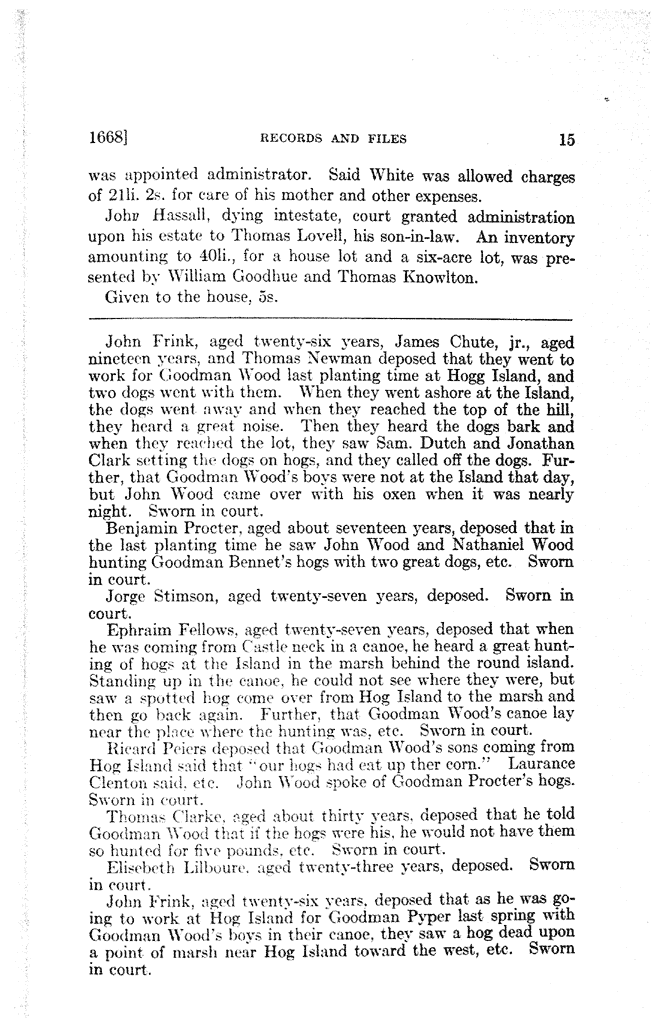 1668] RECORDS AND FILES 15
was appointed administrator. Said White was allowed charges
of 21li. 2s. for care of his mother and other expenses.
John Hassall, dying intestate, court granted administration
upon his estate to Thomas Lovell, his son-in-law. An inventory
amounting to 40li., for a house lot and a six-acre lot, was pre-
sented by William Goodhue and Thomas Knowlton.
Given to the house, 5s.
John Frink, aged twenty-six years, James Chute, jr., aged
nineteen years, and Thomas Newman deposed that they went to
work for Goodman Wood last planting time at Hogg Island, and
two dogs went with them. When they went ashore at the Island,
the dogs went away and when they reached the top of the hill,
they heard a great noise. Then they heard the dogs bark and
when they reached the lot, they saw Sam. Dutch and Jonathan
Clark setting the dogs on hogs, and they called off the dogs. Fur-
ther, that Goodman Wood's boys were not at the Island that day,
but John Wood came over with his oxen when it was nearly
night. Sworn in court.
Benjamin Procter, aged about seventeen years, deposed that in
the last planting time he saw John Wood and Nathaniel Wood
hunting Goodman Bennet's hogs with two great dogs, etc. Sworn
in court.
Jorge Stimson, aged twenty-seven years, deposed. Sworn in
court.
Ephraim Fellows, aged twenty-seven years, deposed that when
he was coming from Castle neck in a canoe, he heard a great hunt-
ing of hogs at the Island in the marsh behind the round island.
Standing up in the canoe, he could not see where they were, but
saw a spotted hog come over from Hog Island to the marsh and
then go back again. Further, that Goodman Wood's canoe lay
near the place where the hunting was, etc. Sworn in court.
Ricard Peiers deposed that Goodman Wood's sons coming from
Hog Island said that "our hogs had eat up ther corn." Laurance
Clenton said, etc. John Wood spoke of Goodman Procter's hogs.
Sworn in court.
Thomas Clarke, aged about thirty years, deposed that he told
Goodman Wood that if the hogs were his, he would not have them
so hunted for five pounds, etc. Sworn in court.
Elisebeth Lilboure, aged twenty-three years, deposed. Sworn
in court.
John Frink, aged twenty-six years, deposed that as he was go-
ing to work at Hog Island for Goodman Pyper last spring with
Goodman Wood's boys in their canoe, they saw a hog dead upon
a point of marsh near Hog Island toward the west, etc. Sworn
in court.